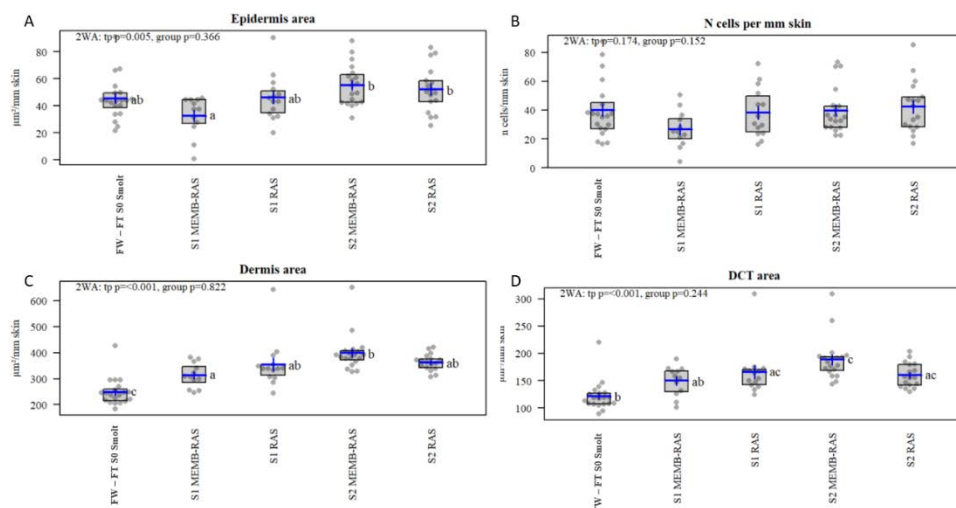 A
Epidermis area
2WA: tp p=0.005, group p=0.366
µm²/mm skin
80
60
40
20
0
ab
a
ab
b
b
FW – FT S0 Smolt
S1 MEMB-RAS
S1 RAS
S2 MEMB-RAS
S2 RAS
B
N cells per mm skin
2WA: tp p=0.174, group p=0.152
n cells/mm skin
80
60
40
20
0
FW – FT S0 Smolt
S1 MEMB-RAS
S1 RAS
S2 MEMB-RAS
S2 RAS
C
Dermis area
2WA: tp p=<0.001, group p=0.822
µm²/mm skin
600
500
400
300
200
c
a
ab
b
ab
FW – FT S0 Smolt
S1 MEMB-RAS
S1 RAS
S2 MEMB-RAS
S2 RAS
D
DCT area
2WA: tp p=<0.001, group p=0.244
300
250
200
150
100
b
ab
ac
c
ac
W – FT S0 Smolt
S1 MEMB-RAS
S1 RAS
S2 MEMB-RAS
S2 RAS